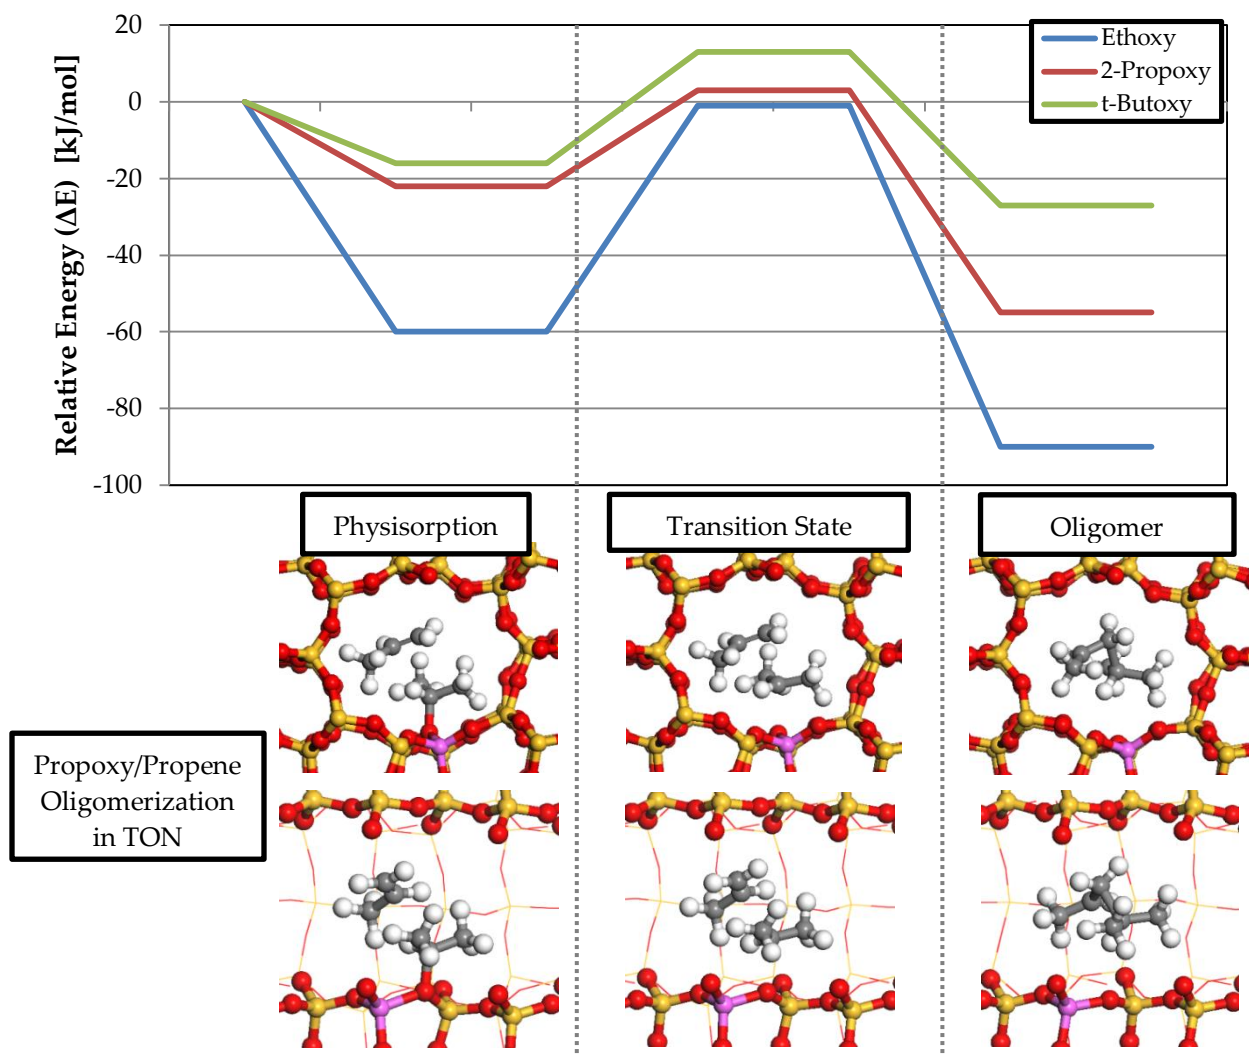 20
0
-20
-40
-60
-80
-100
Relative Energy (ΔE) [kJ/mol]
Ethoxy
2-Propoxy
t-Butoxy
Physisorption
Transition State
Oligomer
Propoxy/Propene
Oligomerization
in TON